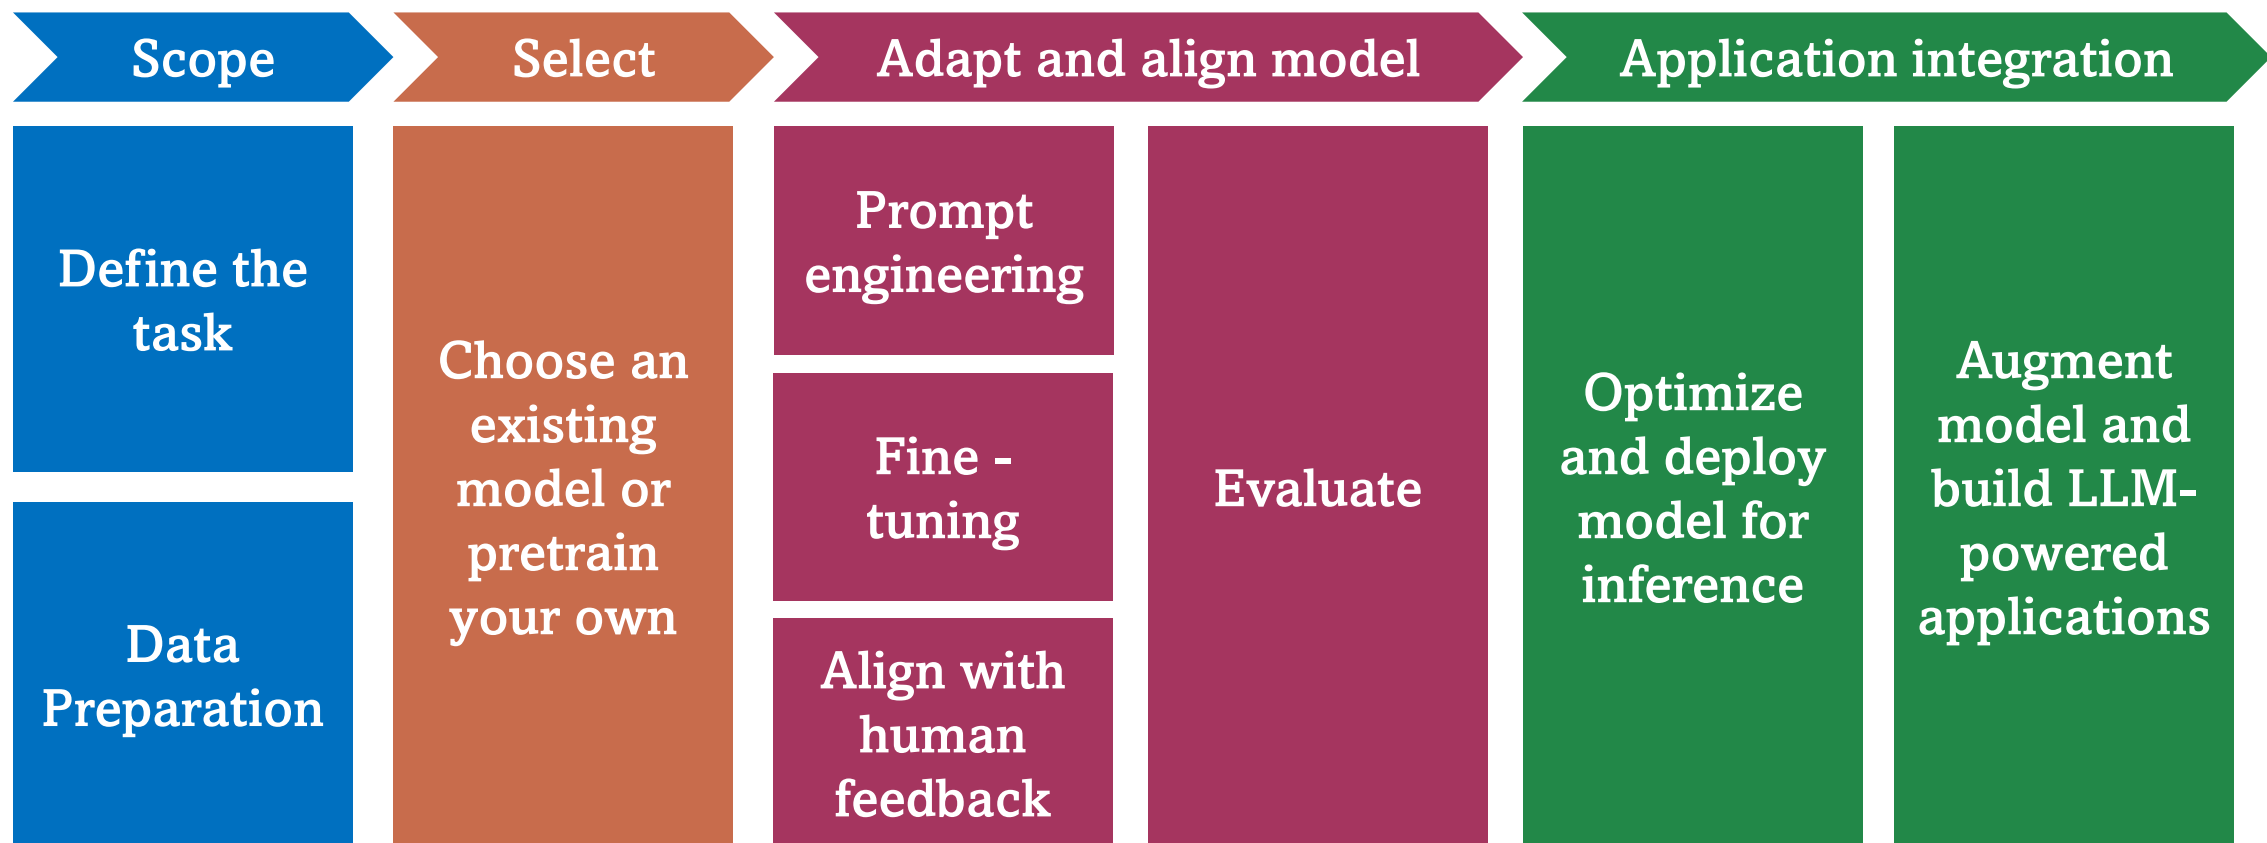 Scope
Select
Adapt and align model
Application integration
Define the
task
Data
Preparation
Choose an
existing
model or
pretrain
your own
Prompt
engineering
Fine -
tuning
Align with
human
feedback
Evaluate
Optimize
and deploy
model for
inference
Augment
model and
build LLM-
powered
applications